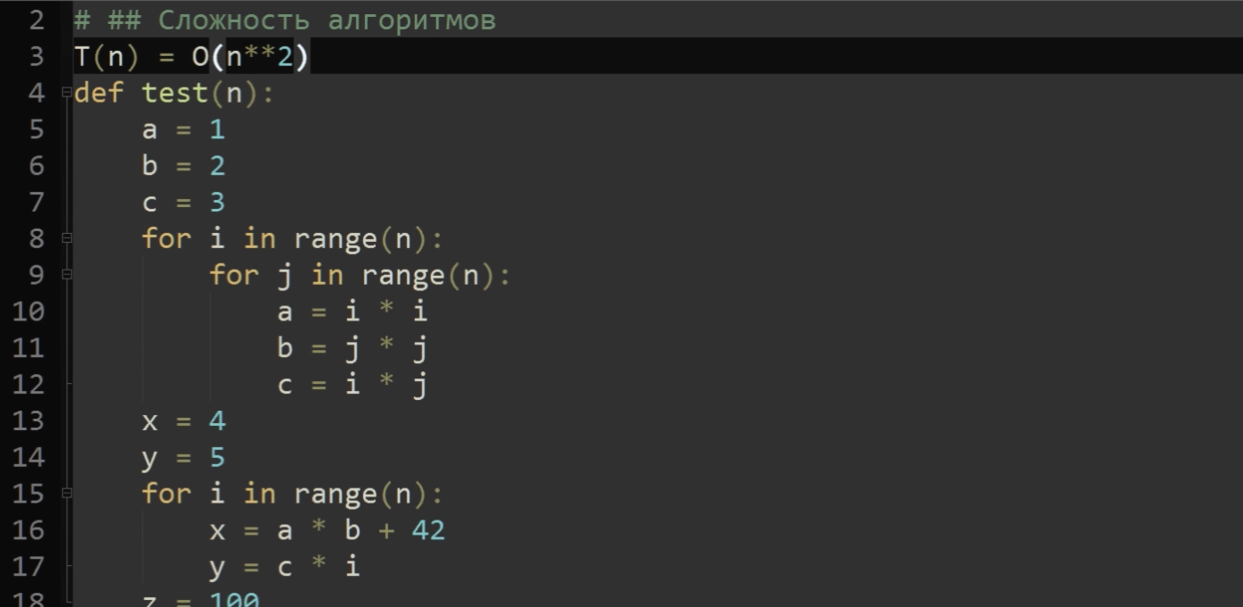 2 # ## Сложность алгоритмов
3 T(n) = O(n**2)
4 def test(n):
5 a = 1
6 b = 2
7 c = 3
8 for i in range(n):
9 for j in range(n):
10 a = i * i
11 b = j * j
12 c = i * j
13 x = 4
14 y = 5
15 for i in range(n):
16 x = a * b + 42
17 y = c * i
18 z = 100